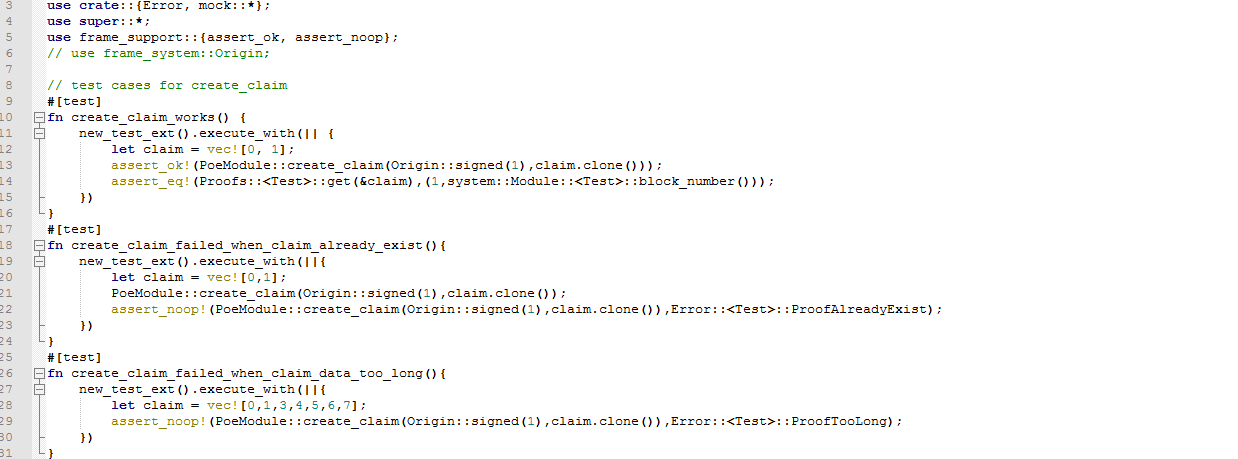 3 use crate::{Error, mock::*};
4 use super::*;
5 use frame_support::{assert_ok, assert_noop};
6 // use frame_system::Origin;
7
8 // test cases for create_claim
9 #[test]
10 fn create_claim_works() {
11     new_test_ext().execute_with(|| {
12         let claim = vec![0, 1];
13         assert_ok!(PoeModule::create_claim(Origin::signed(1),claim.clone()));
14         assert_eq!(Proofs::<Test>::get(&claim),(1,system::Module::<Test>::block_number()));
15     })
16 }
17 #[test]
18 fn create_claim_failed_when_claim_already_exist(){
19     new_test_ext().execute_with(||{
20         let claim = vec![0,1];
21         PoeModule::create_claim(Origin::signed(1),claim.clone());
22         assert_noop!(PoeModule::create_claim(Origin::signed(1),claim.clone()),Error::<Test>::ProofAlreadyExist);
23     })
24 }
25 #[test]
26 fn create_claim_failed_when_claim_data_too_long(){
27     new_test_ext().execute_with(||{
28         let claim = vec![0,1,3,4,5,6,7];
29         assert_noop!(PoeModule::create_claim(Origin::signed(1),claim.clone()),Error::<Test>::ProofTooLong);
30     })
31 }